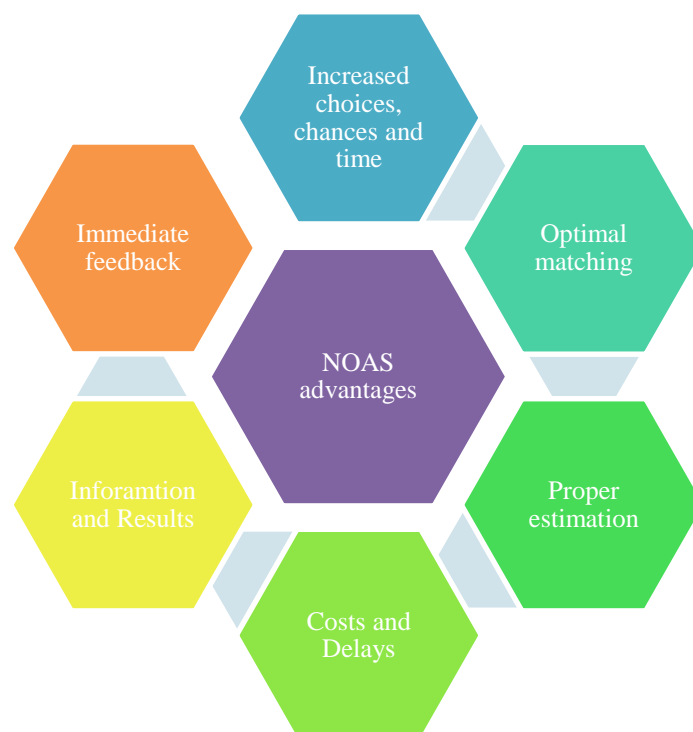 Increased
choices,
chances and
time
Immediate
feedback
Optimal
matching
NOAS
advantages
Inforamtion
and Results
Proper
estimation
Costs and
Delays